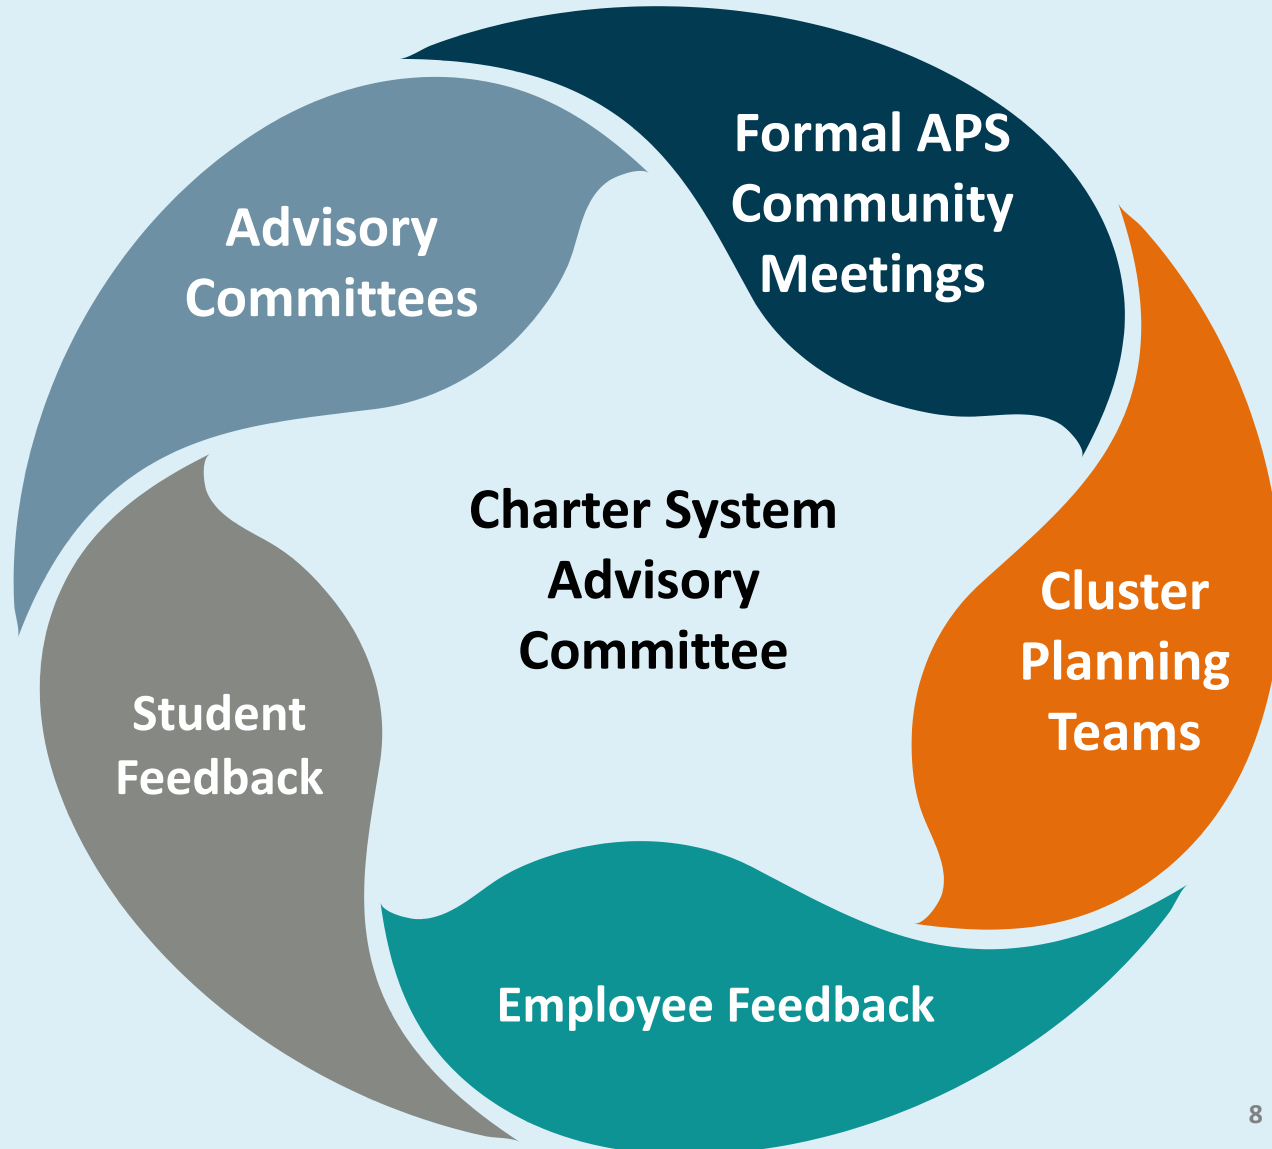 Formal APS
Community
Meetings
Advisory
Committees
Charter System
Advisory
Committee
Cluster
Planning
Teams
Student
Feedback
Employee Feedback
8